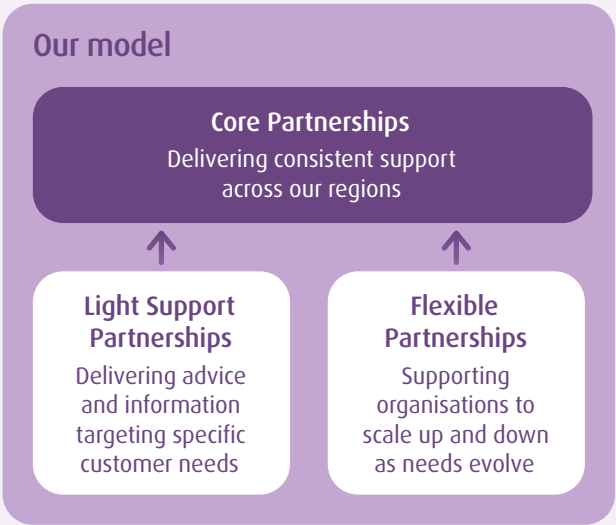 Our model
Core Partnerships
Delivering consistent support
across our regions
Light Support
Partnerships
Delivering advice
and information
targeting specific
customer needs
Flexible
Partnerships
Supporting
organisations to
scale up and down
as needs evolve